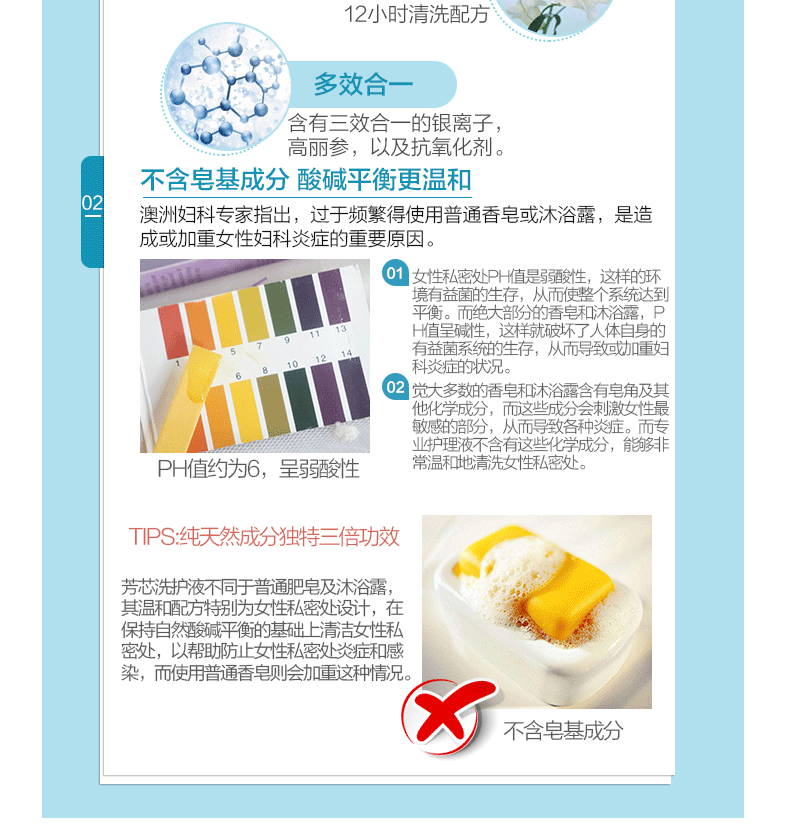 12小时清洗配方
多效合一
含有三效合一的银离子，
高丽参，以及抗氧化剂。
02
不含皂基成分 酸碱平衡更温和
澳洲妇科专家指出，过于频繁得使用普通香皂或沐浴露，是造
成或加重女性妇科炎症的重要原因。
1 5 7 9 11 13
6 8 10 12 14
PH值约为6，呈弱酸性
01
女性私密处PH值是弱酸性，这样的环
境有益菌的生存，从而使整个系统达到
平衡。而绝大部分的香皂和沐浴露，P
H值呈碱性，这样就破坏了人体自身的
有益菌系统的生存，从而导致或加重妇
科炎症的状况。
02
觉大多数的香皂和沐浴露含有皂角及其
他化学成分，而这些成分会刺激女性最
敏感的部分，从而导致各种炎症。而专
业护理液不含有这些化学成分，能够非
常温和地清洗女性私密处。
TIPS:纯天然成分独特三倍功效
芳芯洗护液不同于普通肥皂及沐浴露，
其温和配方特别为女性私密处设计，在
保持自然酸碱平衡的基础上清洁女性私
密处，以帮助防止女性私密处炎症和感
染，而使用普通香皂则会加重这种情况。
不含皂基成分